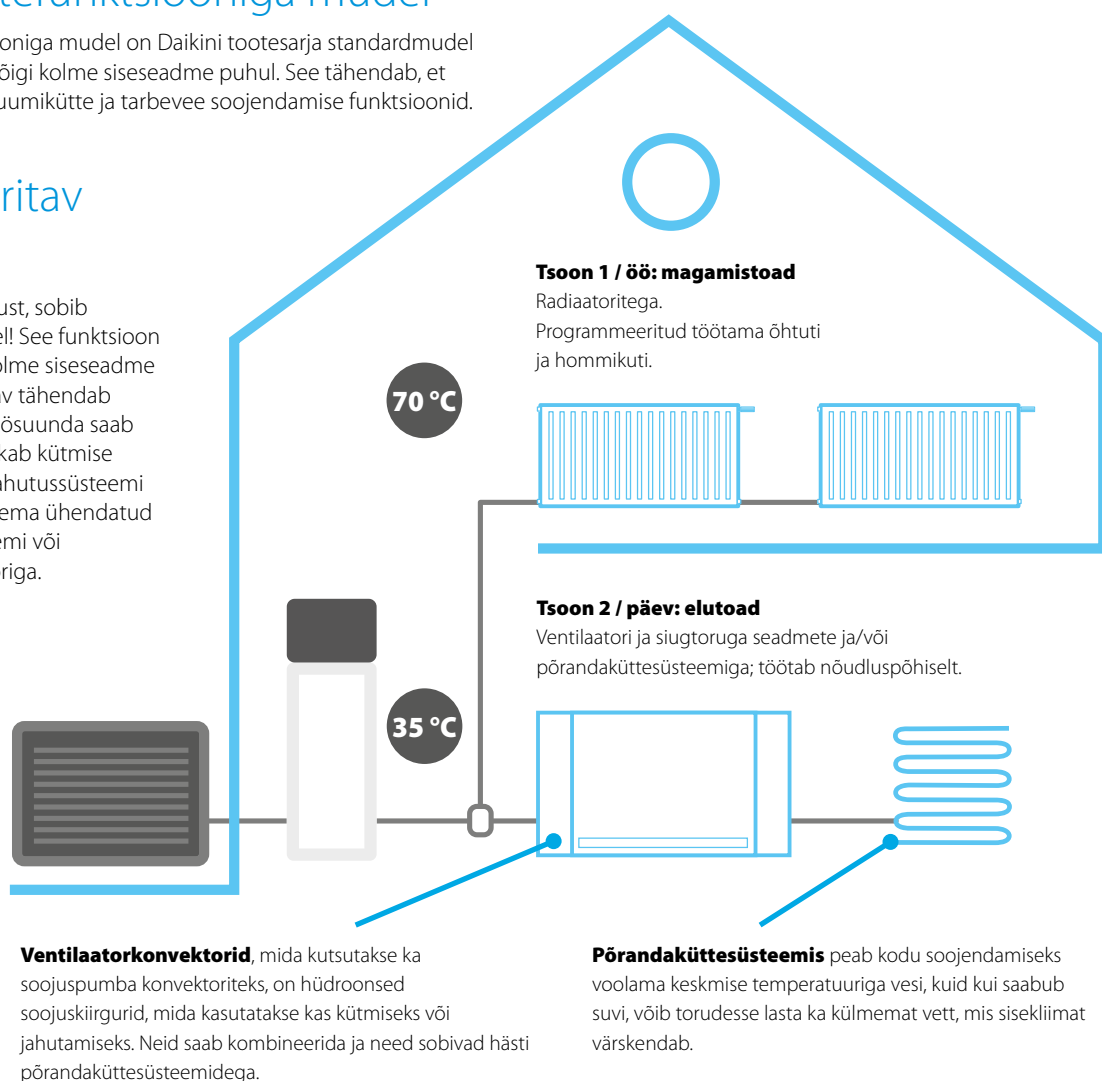 tefunktsiooniga mudel
ooniga mudel on Daikini tootesarja standardmudel
õigi kolme siseseadme puhul. See tähendab, et
uumikütte ja tarbevee soojendamise funktsioonid.
ritav
ust, sobib
el! See funktsioon
olme siseseadme
av tähendab
ösuunda saab
kab kütmise
ahutussüsteemi
ema ühendatud
emi või
riga.
Tsoon 1 / öö: magamistoad
Radiaatoritega.
Programmeeritud töötama õhtuti
ja hommikuti.
70 °C
Tsoon 2 / päev: elutoad
Ventilaatori ja siugtoruga seadmete ja/või
põrandaküttesüsteemiga; töötab nõudluspõhiselt.
35 °C
Ventilaatorkonvektorid, mida kutsutakse ka
soojuspumba konvektoriteks, on hüdroonsed
soojuskiirgurid, mida kasutatakse kas kütmiseks või
jahutamiseks. Neid saab kombineerida ja need sobivad hästi
põrandaküttesüsteemidega.
Põrandaküttesüsteemis peab kodu soojendamiseks
voolama keskmise temperatuuriga vesi, kuid kui saabub
suvi, võib torudesse lasta ka külmemat vett, mis sisekliimat
värskendab.